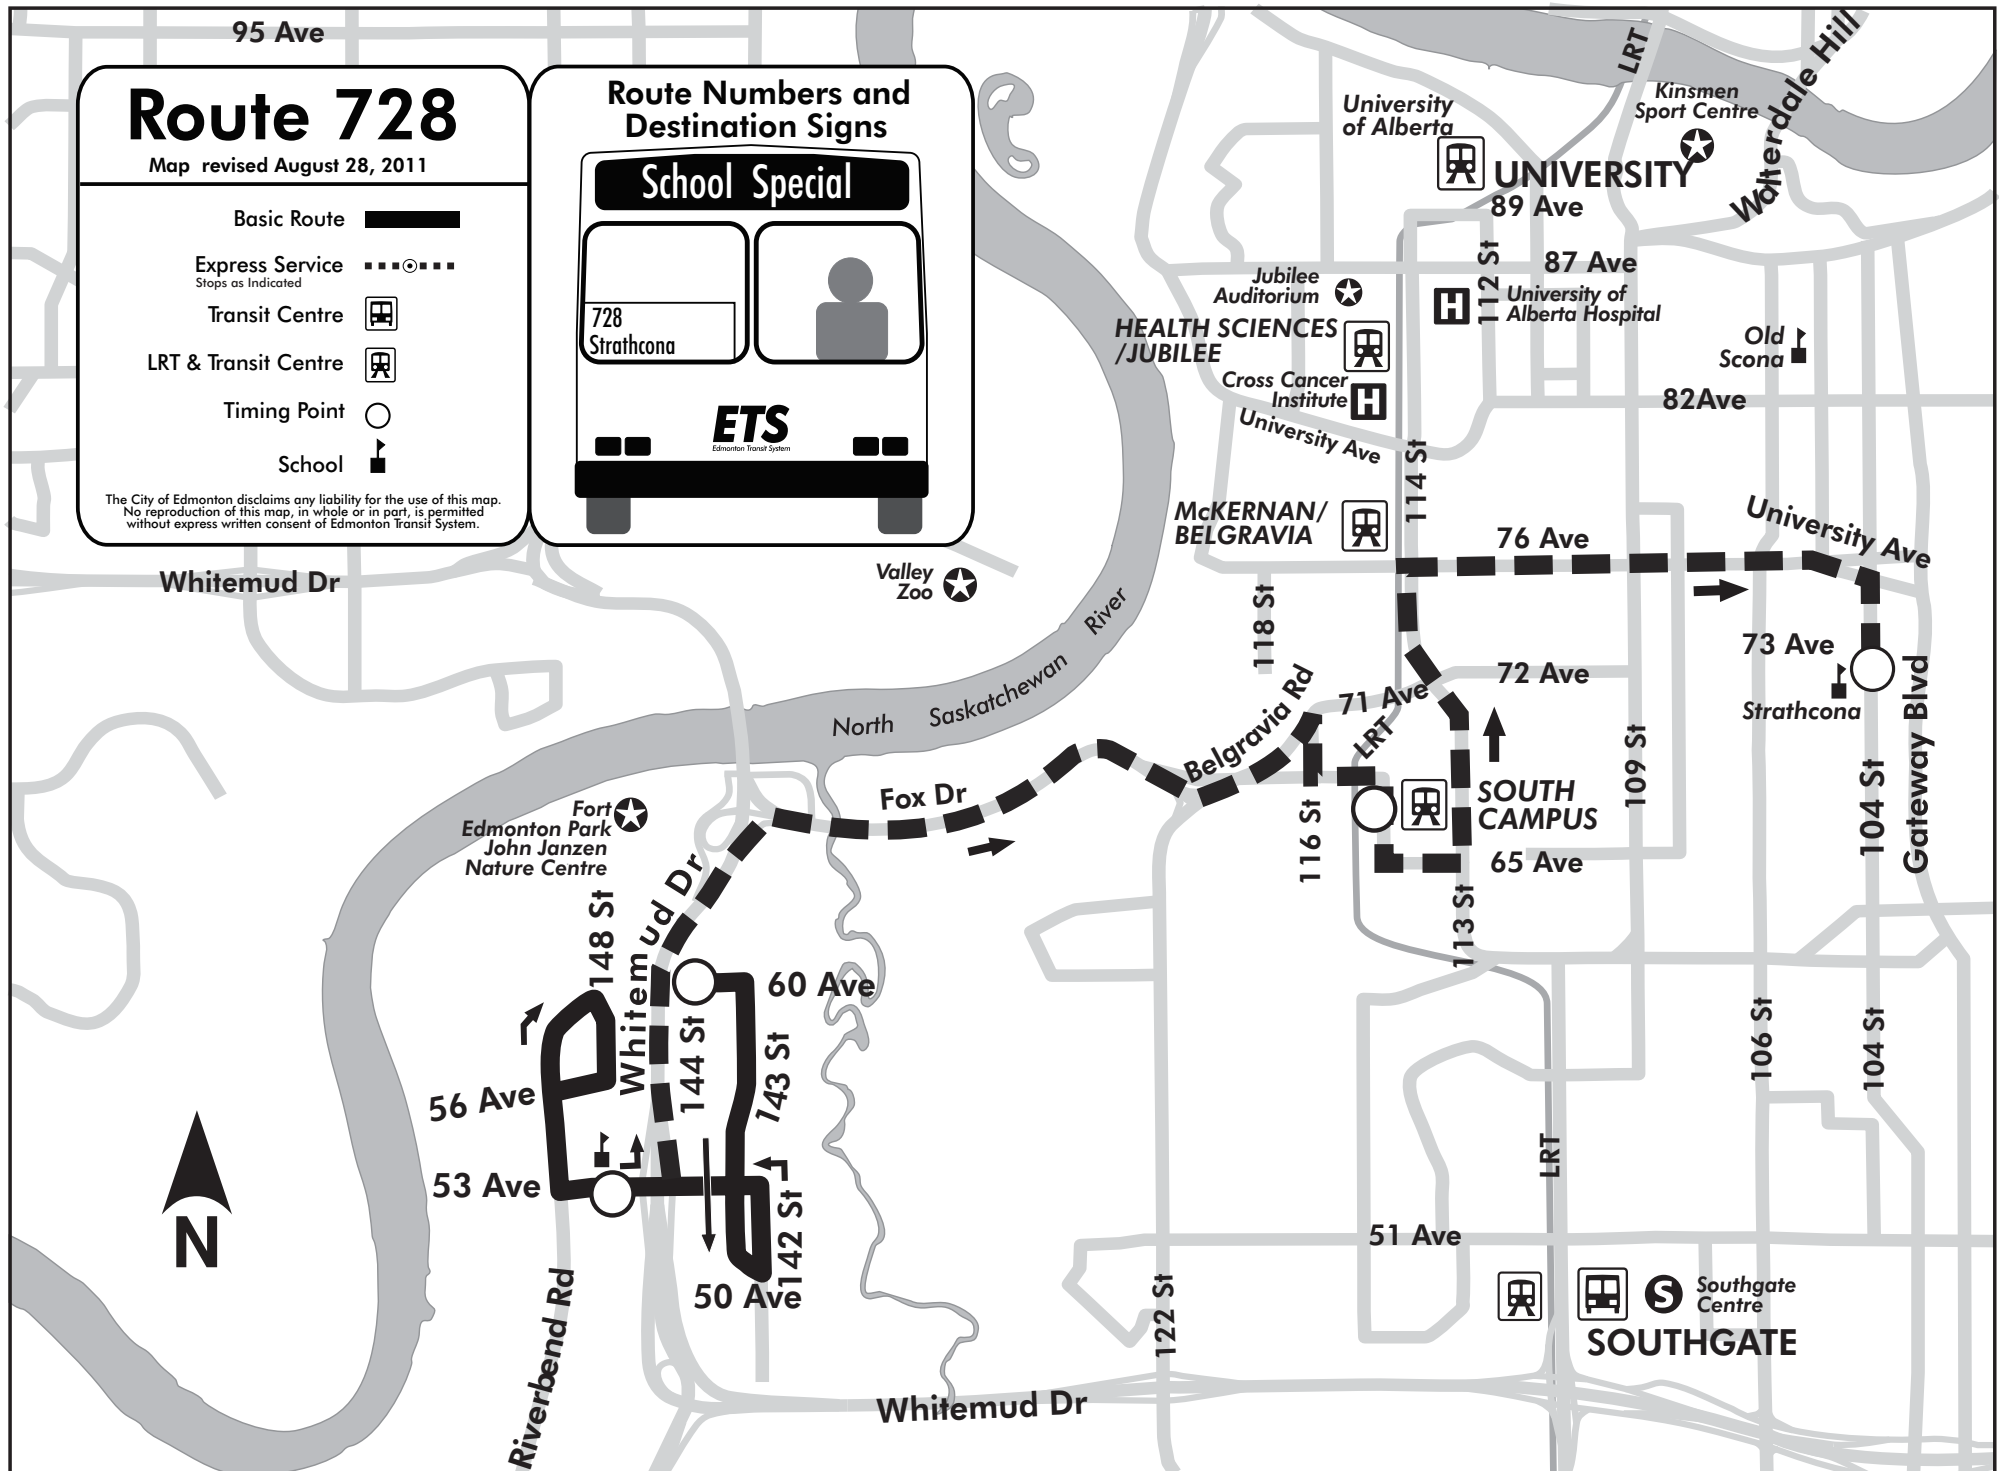 95 Ave
Route 728
Map revised August 28, 2011
Basic Route
Express Service
Stops as Indicated
Transit Centre
LRT & Transit Centre
Timing Point
School
The City of Edmonton disclaims any liability for the use of this map.
No reproduction of this map, in whole or in part, is permitted
without express written consent of Edmonton Transit System.
Route Numbers and
Destination Signs
School Special
728
Strathcona
ETS
Edmonton Transit System
LRT
Waterdale Hill
Kinsmen
Sport Centre
University
of Alberta
UNIVERSITY
89 Ave
112 St
87 Ave
Jubilee
Auditorium
H
University of
Alberta Hospital
HEALTH SCIENCES
/JUBILEE
Old
Scona
Cross Cancer
Institute
H
82Ave
University Ave
114 St
McKERNAN/
BELGRAVIA
76 Ave
University Ave
Whitemud Dr
Valley
Zoo
River
118 St
73 Ave
North Saskatchewan
Belgravia Rd
71 Ave
72 Ave
Strathcona
Gateway Blvd
LRT
109 St
Fox Dr
SOUTH
CAMPUS
116 St
104 St
65 Ave
Fort
Edmonton Park
John Janzen
Nature Centre
Whitemud Dr
148 St
113 St
60 Ave
144 St
143 St
106 St
104 St
56 Ave
53 Ave
LRT
N
142 St
50 Ave
51 Ave
122 St
Riverbend Rd
S
Southgate
Centre
SOUTHGATE
Whitemud Dr